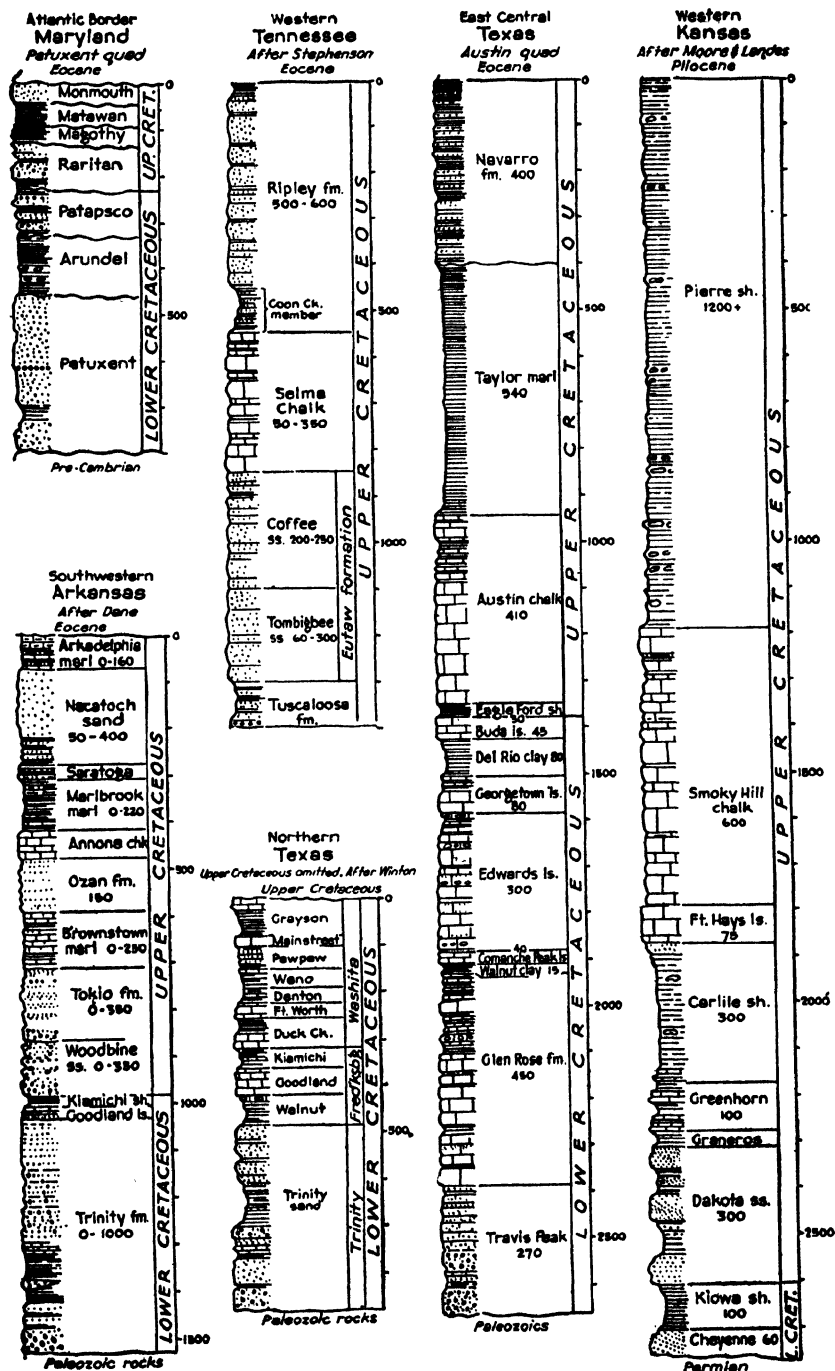 Atlantic Border
Maryland
Patuxent quad
Eocene
0
Monmouth
Matawan
Magothy
Raritan
Patapsco
Arundel
500
Patuxent
UP. CRET.
LOWER CRETACEOUS
Pre-Cambrian
Western
Tennessee
After Stephenson
Eocene
0
Ripley fm.
500-600
Coon Ck.
member
500
Selma
Chalk
50-350
Coffee
ss. 200-250
1000
Tombigbee
ss 60-300
Eutaw formation
Tuscaloosa
fm.
UPPER CRETACEOUS
East Central
Texas
Austin quad
Eocene
0
Navarro
fm. 400
500
Taylor marl
540
1000
Austin chalk
410
Eagle Ford sh
30
Buda ls. 45
Del Rio clay 80
1500
Georgetown ls.
80
Edwards ls.
300
40
Comanche Peak ls
Walnut clay 15
2000
Glen Rose fm.
450
Travis Peak
270
2500
UPPER CRETACEOUS
LOWER CRETACEOUS
Paleozoics
Western
Kansas
After Moore & Landes
Pliocene
0
Pierre sh.
1200+
500
1000
Smoky Hill
chalk
600
1500
Ft. Hays ls.
75
2000
Carlile sh.
300
Greenhorn
100
Graneros
Dakota ss.
300
2500
Kiowa sh.
100
Cheyenne 60
UPPER CRETACEOUS
L. CRET.
Permian
Southwestern
Arkansas
After Dane
Eocene
0
Arkadelphia
marl 0-160
Nacatoch
sand
50-400
Saratoga
Marlbrook
marl 0-220
Annona chk
500
Ozan fm.
150
Brownstown
marl 0-250
Tokio fm.
0-350
Woodbine
ss. 0-350
Kiamichi sh.
1000
Goodland ls.
Trinity fm.
0-1000
1500
UPPER CRETACEOUS
LOWER CRETACEOUS
Paleozoic rocks
Northern
Texas
Upper Cretaceous omitted. After Winton
Upper Cretaceous
0
Grayson
Mainstreet
Pawpaw
Weno
Denton
Ft. Worth
Duck Ck.
Kiamichi
Goodland
Walnut
500
Trinity
sand
Washita
Fred'ksb'g
Trinity
LOWER CRETACEOUS
Paleozoic rocks